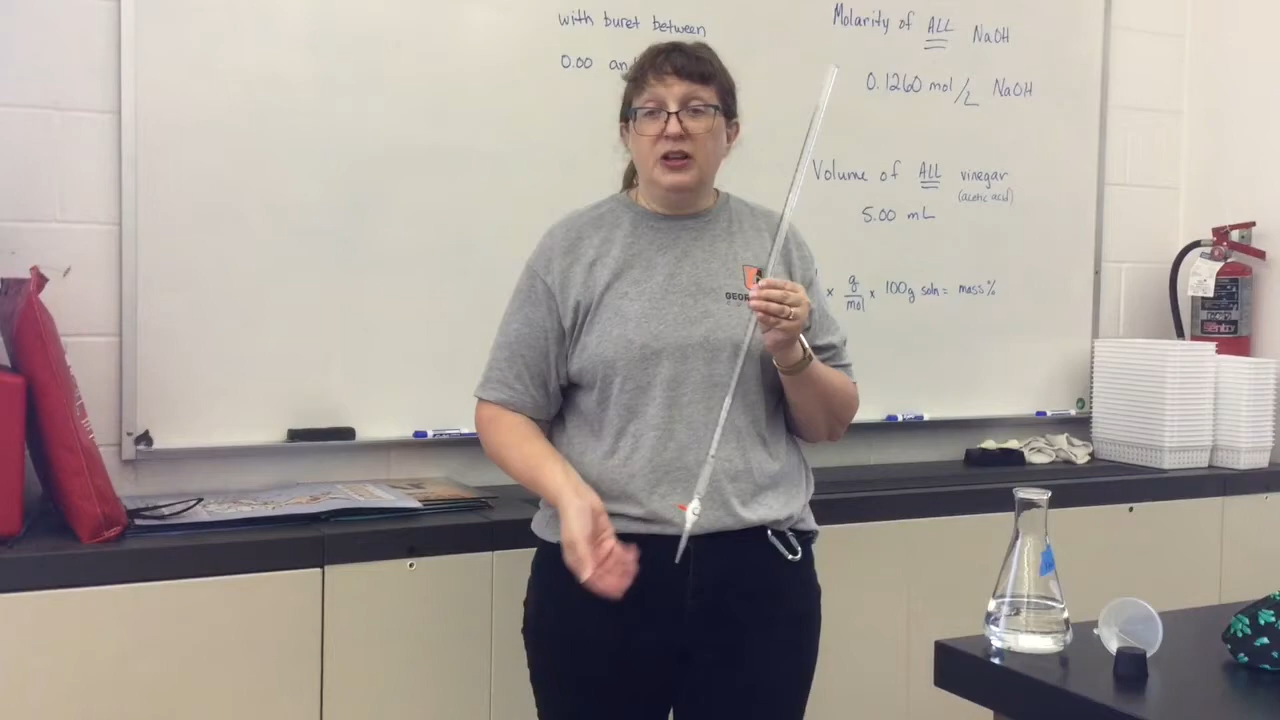 with buret between
0.00 an
Molarity of ALL NaOH
0.1260 mol/L NaOH
Volume of ALL vinegar
(acetic acid)
5.00 mL
x g/mol x 100g soln = mass%
GEOR